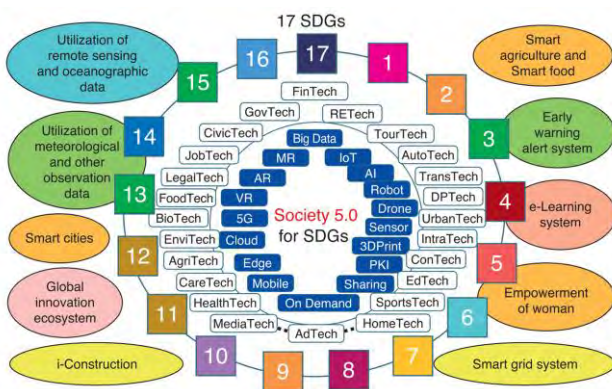 17 SDGs
Utilization of
remote sensing
and oceanographic
data
16
17
1
Smart
agriculture and
Smart food
15
2
FinTech
GovTech
RETech
14
3
Early
warning
alert system
CivicTech
Big Data
TourTech
Utilization of
meteorological
and other
observation
data
JobTech
MR
IoT
AutoTech
LegalTech
AR
AI
TransTech
13
FoodTech
VR
Robot
DPTech
4
e-Learning
system
BioTech
5G
Society 5.0
for SDGs
Drone
UrbanTech
Smart cities
12
EnviTech
Cloud
Sensor
IntraTech
5
AgriTech
Edge
3DPrint
ConTech
Global
innovation
ecosystem
CareTech
Mobile
PKI
EdTech
Empowerment
of woman
11
HealthTech
On Demand
Sharing
SportsTech
6
MediaTech
AdTech
HomeTech
i-Construction
10
9
8
7
Smart grid system